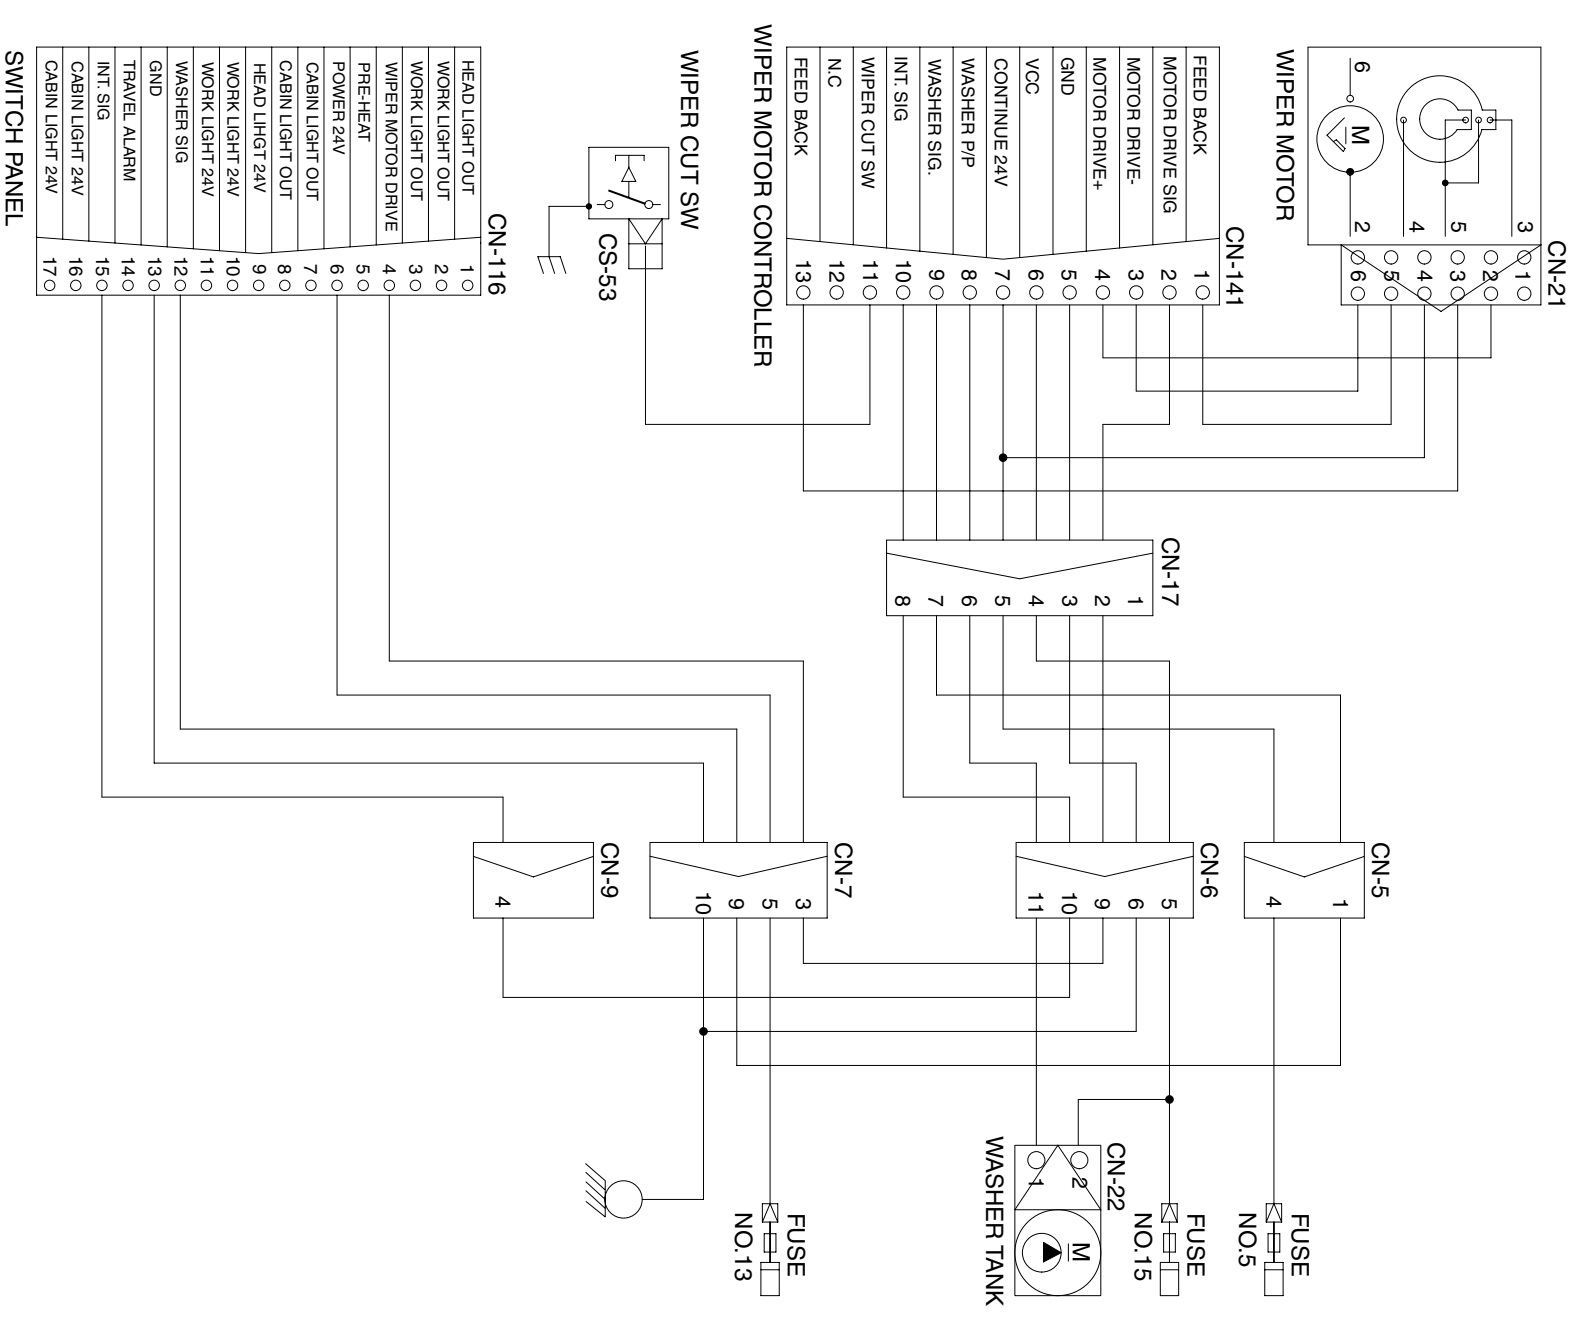 CN-21
WIPER MOTOR
M
3
5
4
2
6
1
2
3
4
5
6
CN-141
FEED BACK 1
MOTOR DRIVE SIG 2
MOTOR DRIVE- 3
MOTOR DRIVE+ 4
GND 5
VCC 6
CONTINUE 24V 7
WASHER P/P 8
WASHER SIG. 9
INT. SIG 10
WIPER CUT SW 11
N.C 12
FEED BACK 13
WIPER MOTOR CONTROLLER
WIPER CUT SW
CS-53
CN-116
HEAD LIGHT OUT 1
WORK LIGHT OUT 2
WORK LIGHT OUT 3
WIPER MOTOR DRIVE 4
PRE-HEAT 5
POWER 24V 6
CABIN LIGHT OUT 7
CABIN LIGHT OUT 8
HEAD LIHGT 24V 9
WORK LIGHT 24V 10
WORK LIGHT 24V 11
WASHER SIG 12
GND 13
TRAVEL ALARM 14
INT. SIG 15
CABIN LIGHT 24V 16
CABIN LIGHT 24V 17
SWITCH PANEL
CN-17
1
2
3
4
5
6
7
8
CN-5
1
4
CN-6
5
6
9
10
11
CN-7
3
5
9
10
CN-9
4
FUSE
NO.5
FUSE
NO.15
CN-22
2
1
M
WASHER TANK
FUSE
NO.13